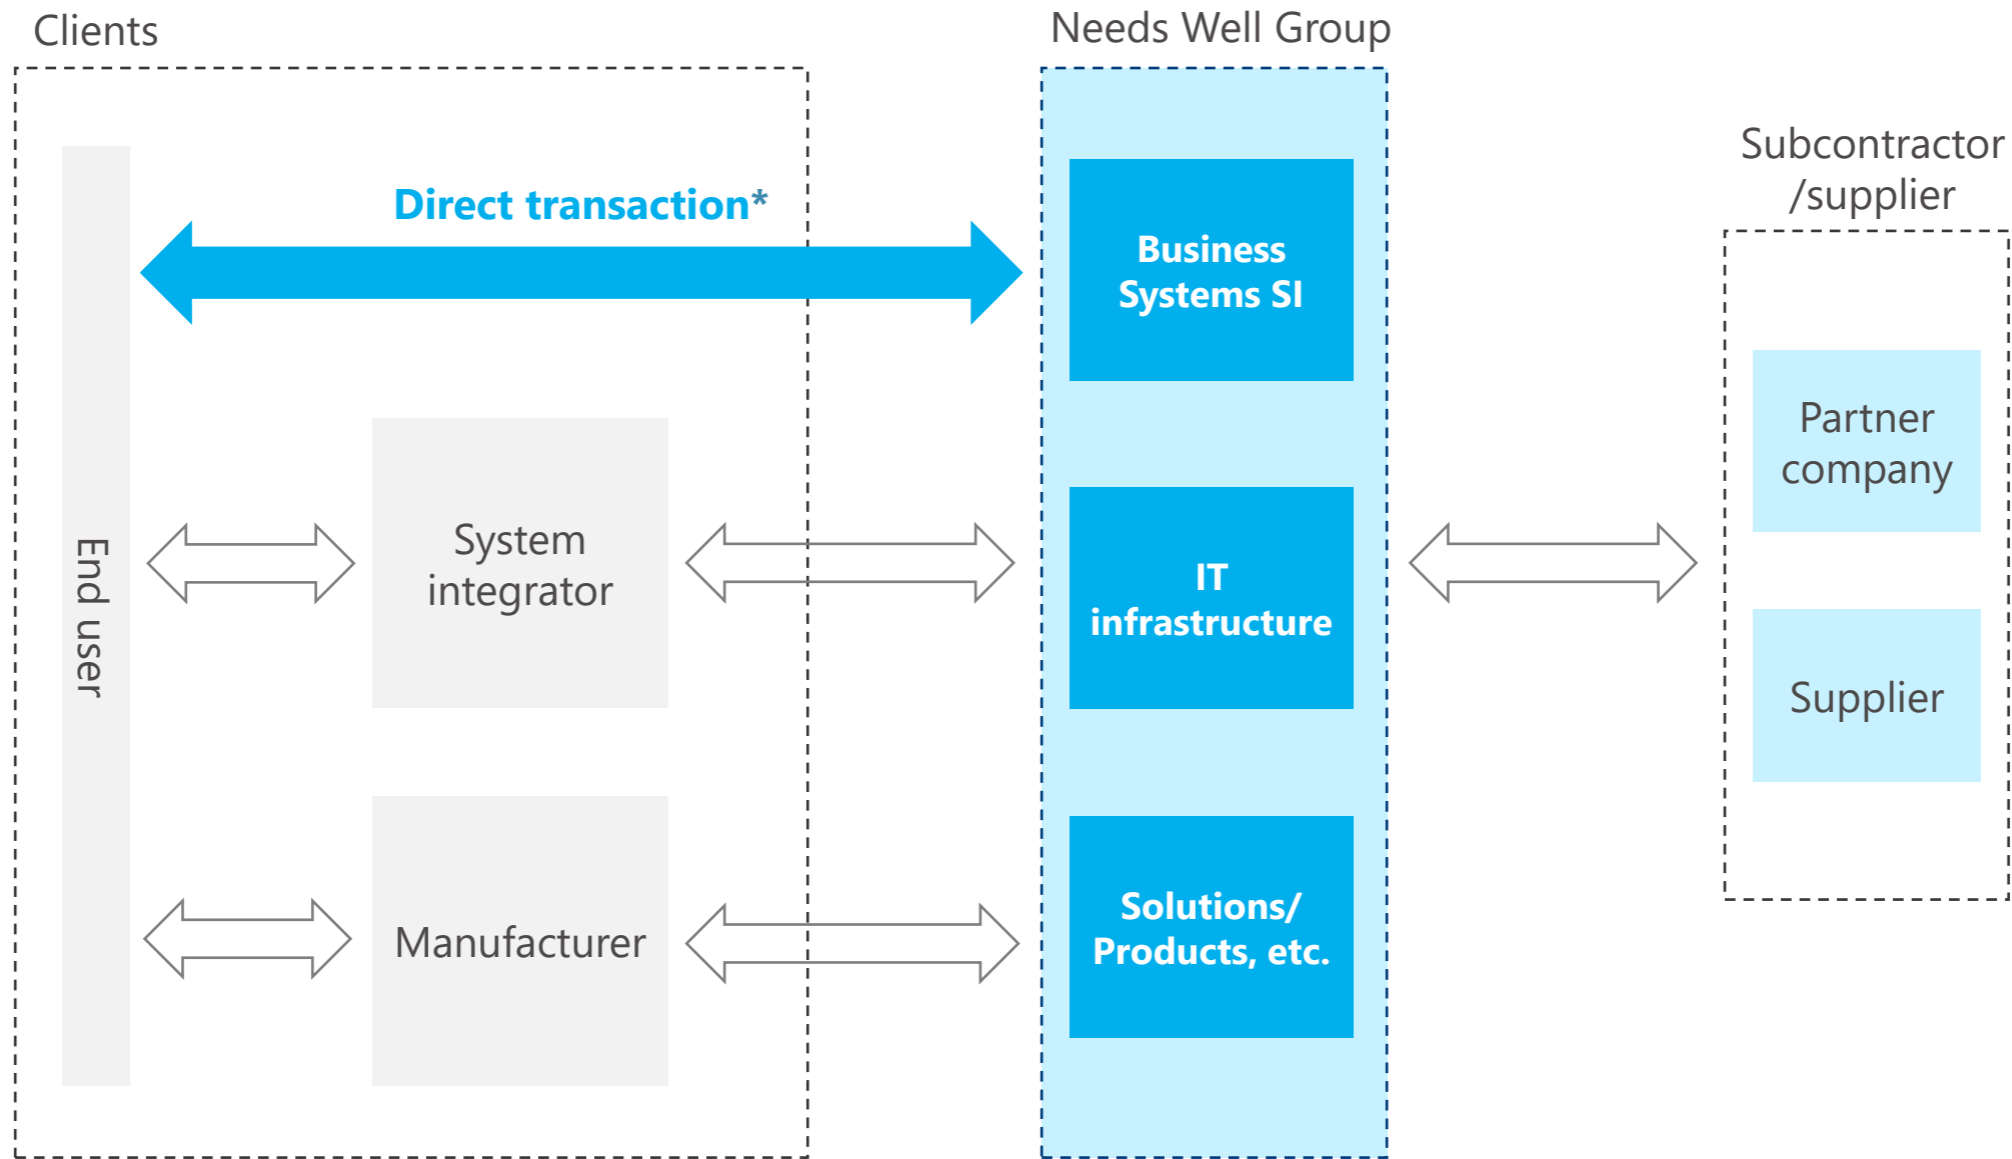 Clients
Needs Well Group
Subcontractor
/supplier
Direct transaction*
Business
Systems SI
End user
System
integrator
IT
infrastructure
Partner
company
Supplier
Manufacturer
Solutions/
Products, etc.